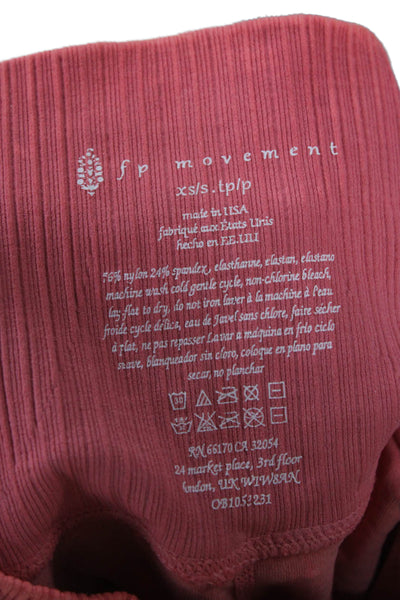 fp movement
xs/s . tp/p
made in USA
fabriqué aux États Unis
hecho en EE.UU
76% nylon 24% spandex, elasthanne, elastan, elastano
machine wash cold gentle cycle, non-chlorine bleach,
lay flat to dry, do not iron laver à la machine à l'eau
froide cycle délica, eau de Javel sans chlore, faire sécher
à plat, ne pas repasser Lavar a maquina en frío ciclo
suave, blanqueador sin cloro, coloque en plano para
secar, no planchar
30
RN 66170 CA 32054
24 market place, 3rd floor
london, UK W1W8AN
OB1053231